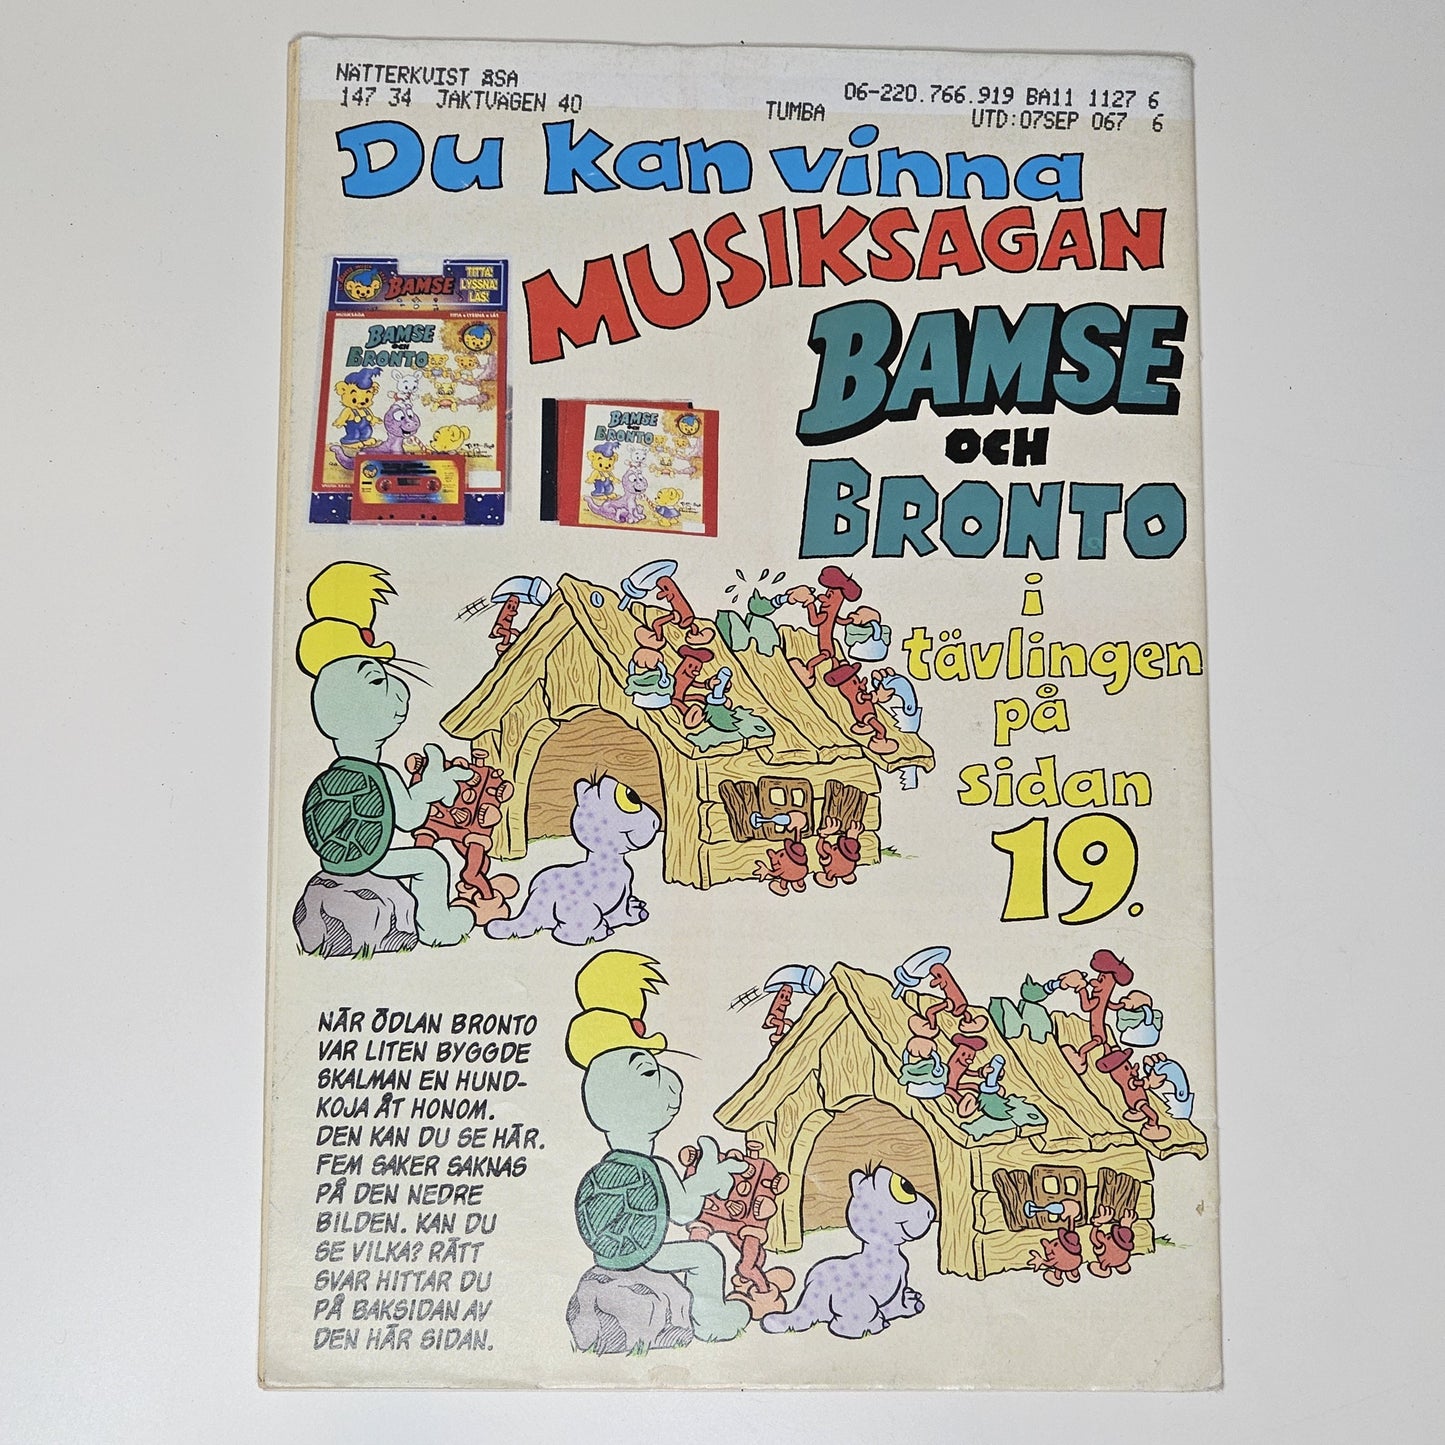 NÄTTERKVIST ÅSA
147 34 JAKTVÄGEN 40
TUMBA
06-220.766.919 BA11 1127 6
UTD:07SEP 067 6
Du kan vinna
MUSIKSAGAN
BAMSE
OCH
BRONTO
i
tävlingen
på
sidan
19.
BAMSE
TITTA!
LYSSNA!
LÄS!
MUSIKSAGA
TITTA • LYSSNA • LÄS
BAMSE
OCH
BRONTO
BAMSE
OCH
BRONTO
NÄR ÖDLAN BRONTO
VAR LITEN BYGGDE
SKALMAN EN HUND-
KOJA ÅT HONOM.
DEN KAN DU SE HÄR.
FEM SAKER SAKNAS
PÅ DEN NEDRE
BILDEN. KAN DU
SE VILKA? RÄTT
SVAR HITTAR DU
PÅ BAKSIDAN AV
DEN HÄR SIDAN.